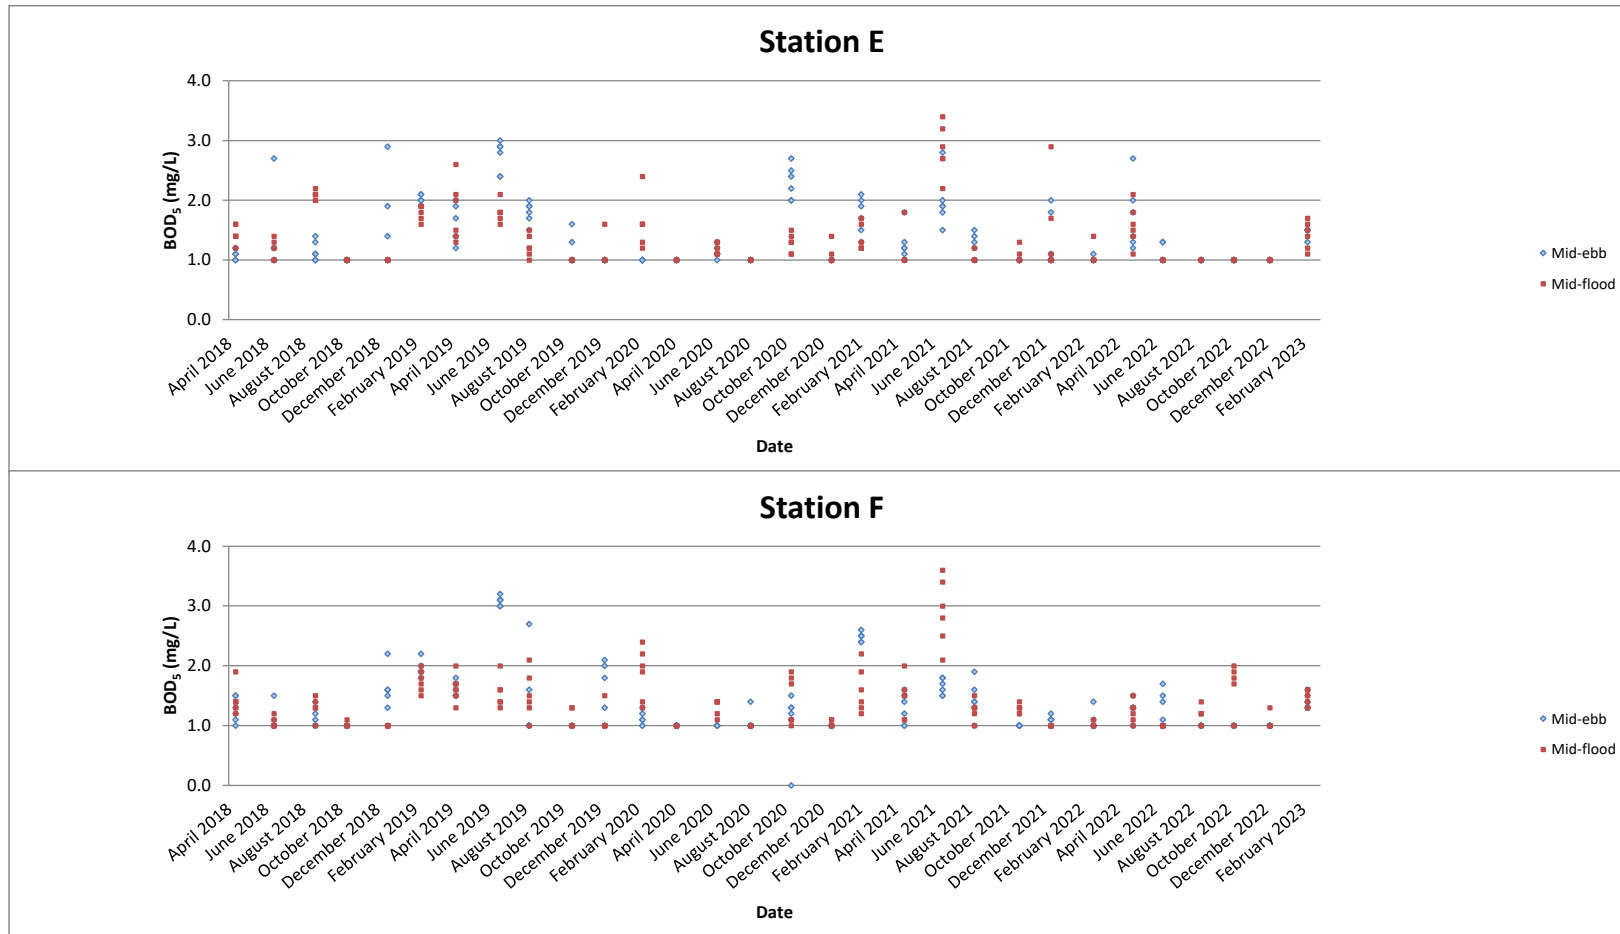 Station E
4.0
3.0
2.0
1.0
0.0
BOD5 (mg/L)
April 2018
June 2018
August 2018
October 2018
December 2018
February 2019
April 2019
June 2019
August 2019
October 2019
December 2019
February 2020
April 2020
June 2020
August 2020
October 2020
December 2020
February 2021
April 2021
June 2021
August 2021
October 2021
December 2021
February 2022
April 2022
June 2022
August 2022
October 2022
December 2022
February 2023
Date
Mid-ebb
Mid-flood
Station F
4.0
3.0
2.0
1.0
0.0
BOD5 (mg/L)
April 2018
June 2018
August 2018
October 2018
December 2018
February 2019
April 2019
June 2019
August 2019
October 2019
December 2019
February 2020
April 2020
June 2020
August 2020
October 2020
December 2020
February 2021
April 2021
June 2021
August 2021
October 2021
December 2021
February 2022
April 2022
June 2022
August 2022
October 2022
December 2022
February 2023
Date
Mid-ebb
Mid-flood